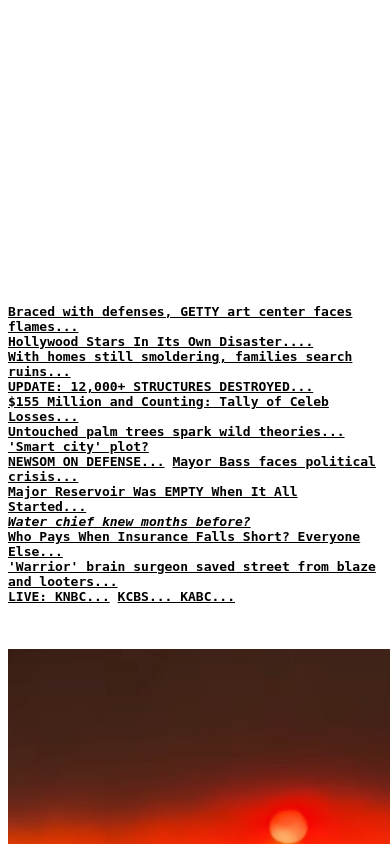 Braced with defenses, GETTY art center faces
flames...
Hollywood Stars In Its Own Disaster....
With homes still smoldering, families search
ruins...
UPDATE: 12,000+ STRUCTURES DESTROYED...
$155 Million and Counting: Tally of Celeb
Losses...
Untouched palm trees spark wild theories...
'Smart city' plot?
NEWSOM ON DEFENSE... Mayor Bass faces political
crisis...
Major Reservoir Was EMPTY When It All
Started...
Water chief knew months before?
Who Pays When Insurance Falls Short? Everyone
Else...
'Warrior' brain surgeon saved street from blaze
and looters...
LIVE: KNBC... KCBS... KABC...